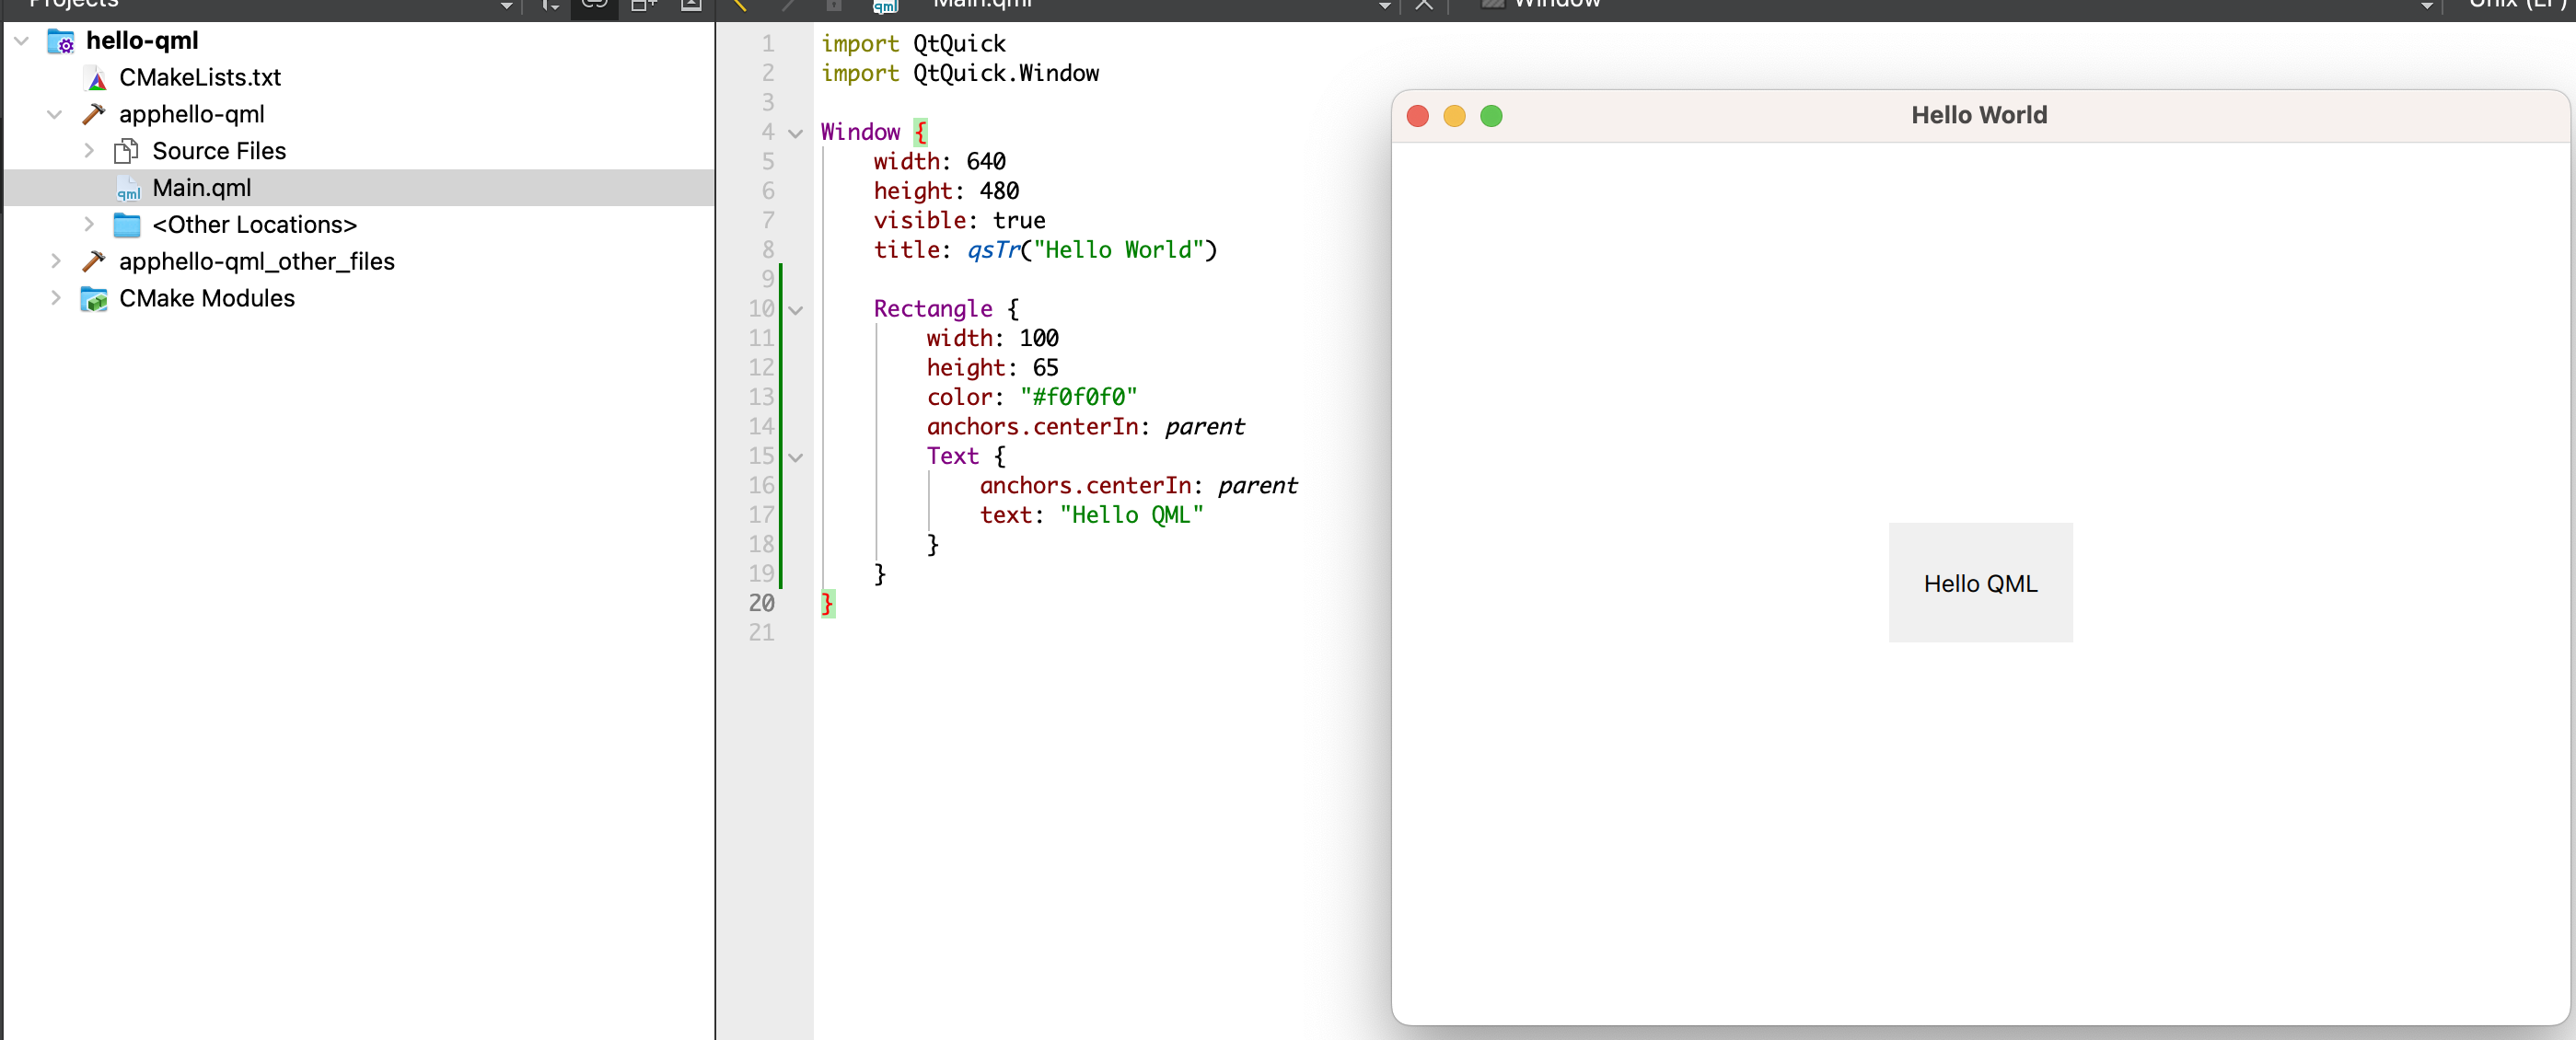 Projects
hello-qml
CMakeLists.txt
apphello-qml
Source Files
qml Main.qml
<Other Locations>
apphello-qml_other_files
CMake Modules
qml Main.qml
Window
Unix (LF)
1 import QtQuick
2 import QtQuick.Window
3
4 Window {
5 width: 640
6 height: 480
7 visible: true
8 title: qsTr("Hello World")
9
10 Rectangle {
11 width: 100
12 height: 65
13 color: "#f0f0f0"
14 anchors.centerIn: parent
15 Text {
16 anchors.centerIn: parent
17 text: "Hello QML"
18 }
19 }
20 }
21
Hello World
Hello QML